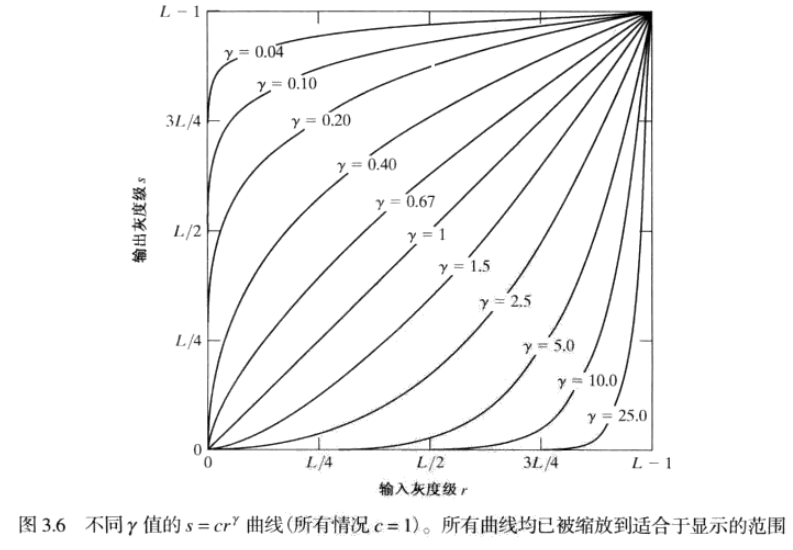 L − 1
γ = 0.04
γ = 0.10
3L/4
γ = 0.20
γ = 0.40
γ = 0.67
输出灰度级 s
L/2
γ = 1
γ = 1.5
γ = 2.5
L/4
γ = 5.0
γ = 10.0
γ = 25.0
0
0 L/4 L/2 3L/4 L − 1
输入灰度级 r
图 3.6 不同 γ 值的 s = cr^γ 曲线(所有情况 c = 1)。所有曲线均已被缩放到适合于显示的范围